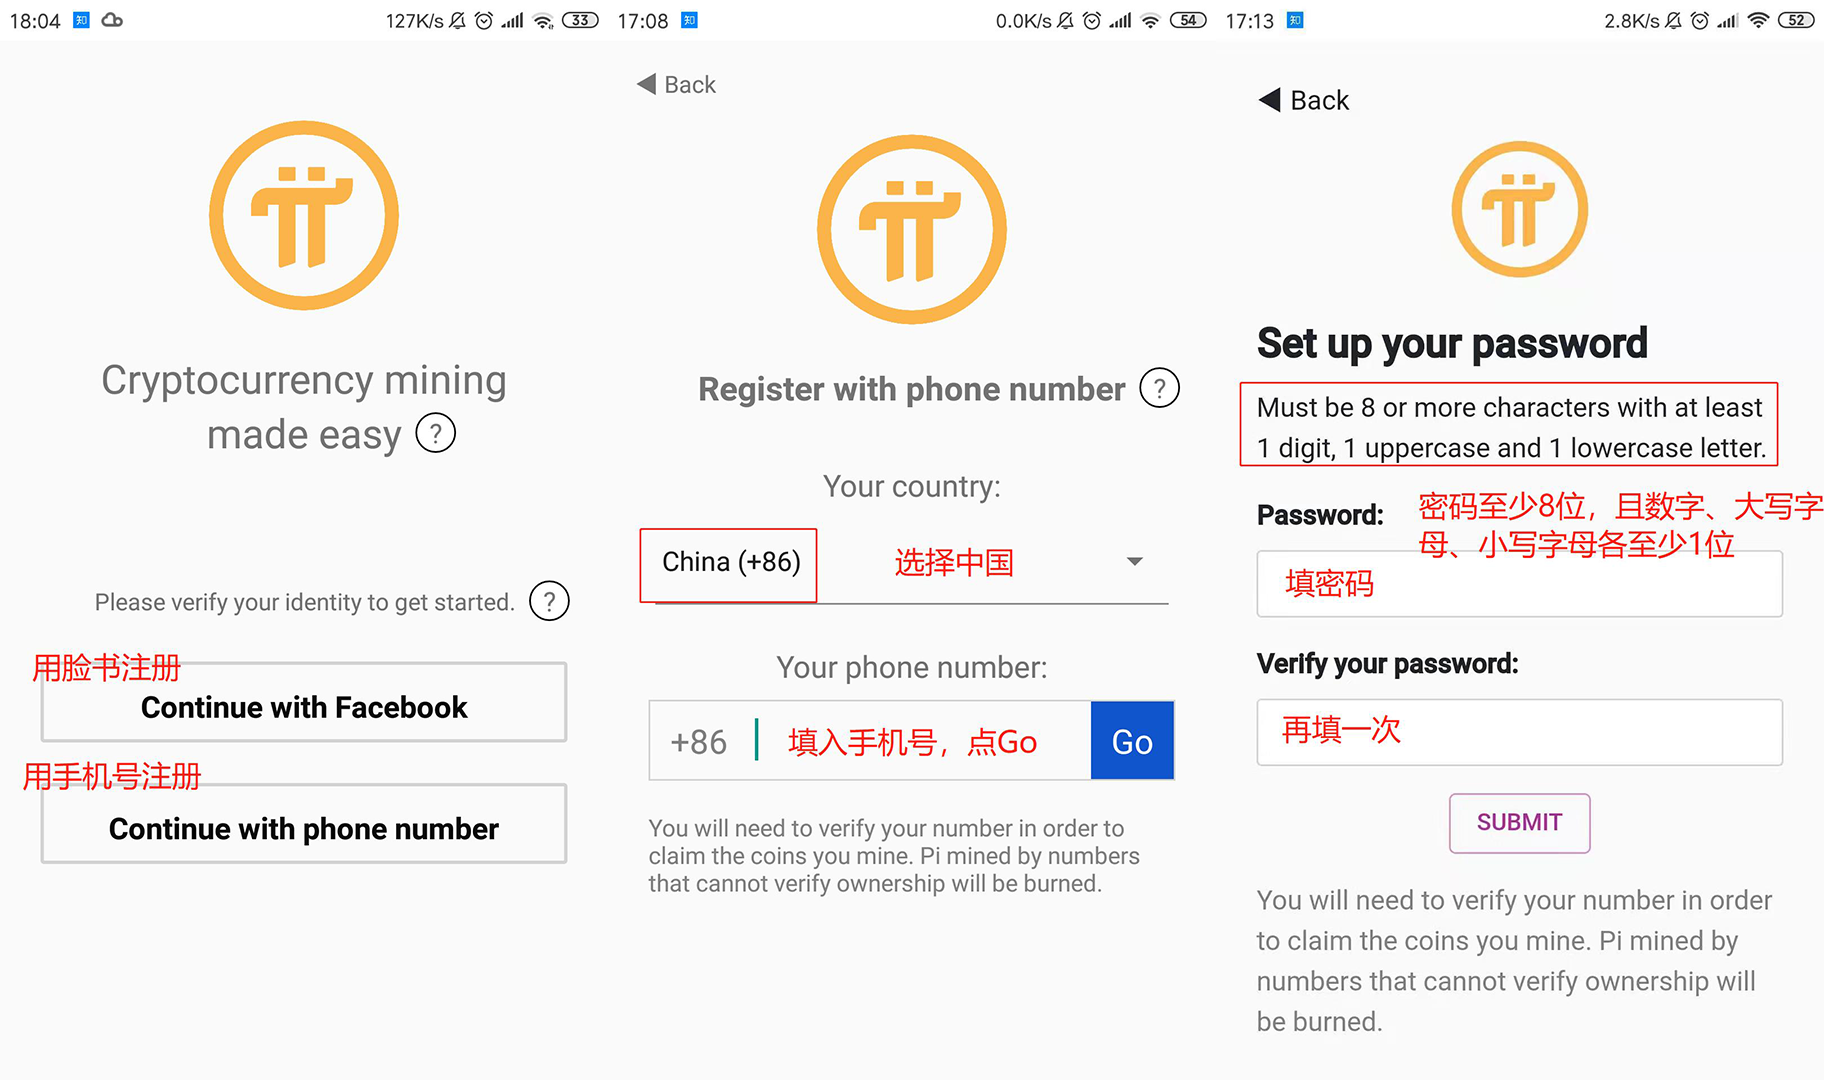 18:04 知 127K/s 33
Cryptocurrency mining
made easy ?
Please verify your identity to get started. ?
用脸书注册
Continue with Facebook
用手机号注册
Continue with phone number
17:08 知 0.0K/s 54
Back
Register with phone number ?
Your country:
China (+86) 选择中国
Your phone number:
+86 填入手机号，点Go Go
You will need to verify your number in order to
claim the coins you mine. Pi mined by numbers
that cannot verify ownership will be burned.
17:13 知 2.8K/s 52
Back
Set up your password
Must be 8 or more characters with at least
1 digit, 1 uppercase and 1 lowercase letter.
Password: 密码至少8位，且数字、大写字
母、小写字母各至少1位
填密码
Verify your password:
再填一次
SUBMIT
You will need to verify your number in order
to claim the coins you mine. Pi mined by
numbers that cannot verify ownership will
be burned.